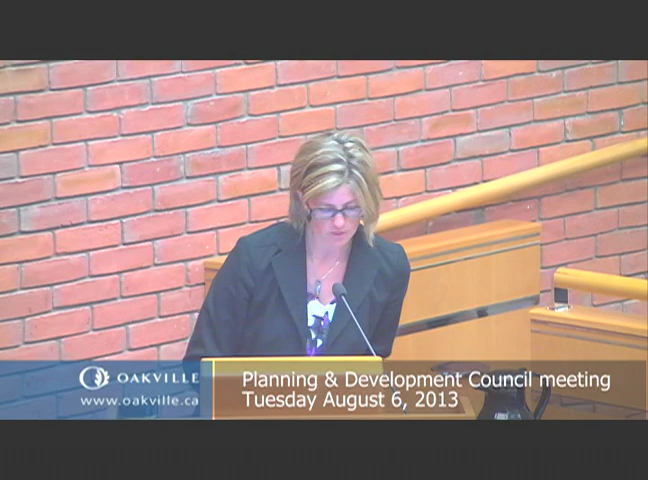 OAKVILLE
www.oakville.ca
Planning & Development Council meeting
Tuesday August 6, 2013